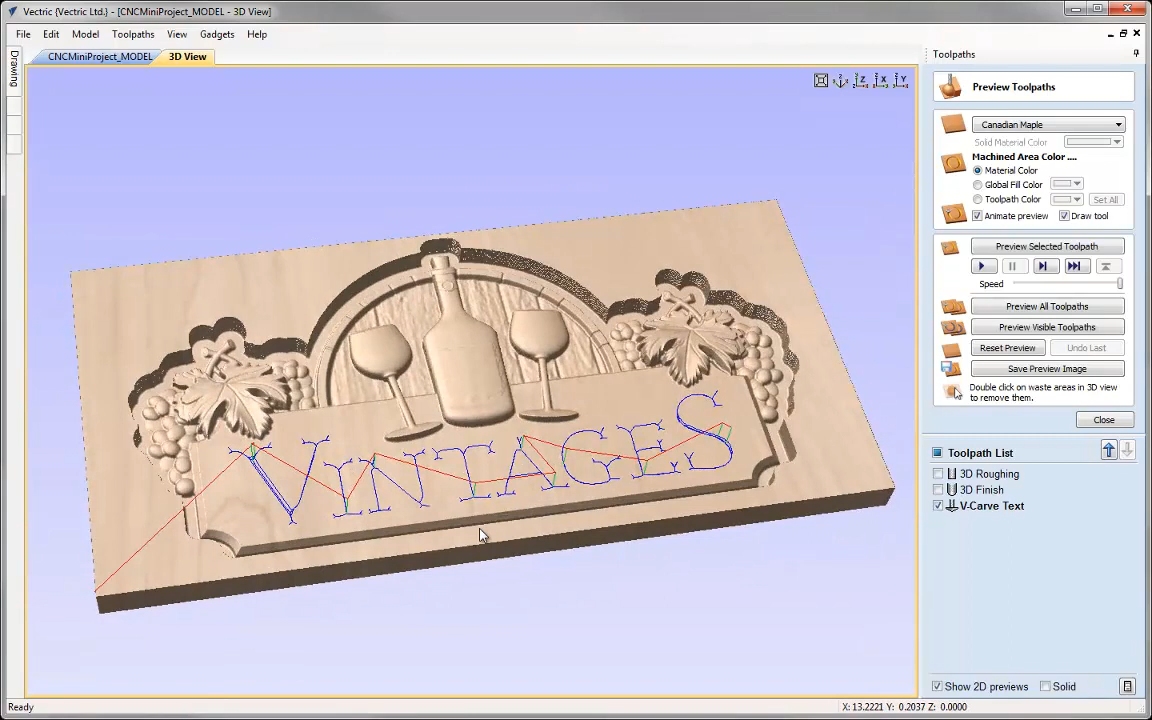 Vectric {Vectric Ltd.} - [CNCMiniProject_MODEL - 3D View]
File Edit Model Toolpaths View Gadgets Help
CNCMiniProject_MODEL 3D View
Drawing
Z X Y
VINTAGES
Toolpaths
Preview Toolpaths
Canadian Maple
Solid Material Color
Machined Area Color ....
Material Color
Global Fill Color
Toolpath Color Set All
Animate preview Draw tool
Preview Selected Toolpath
Speed
Preview All Toolpaths
Preview Visible Toolpaths
Reset Preview Undo Last
Save Preview Image
Double click on waste areas in 3D view
to remove them.
Close
Toolpath List
3D Roughing
3D Finish
V-Carve Text
Show 2D previews Solid
Ready X: 13.2221 Y: 0.2037 Z: 0.0000